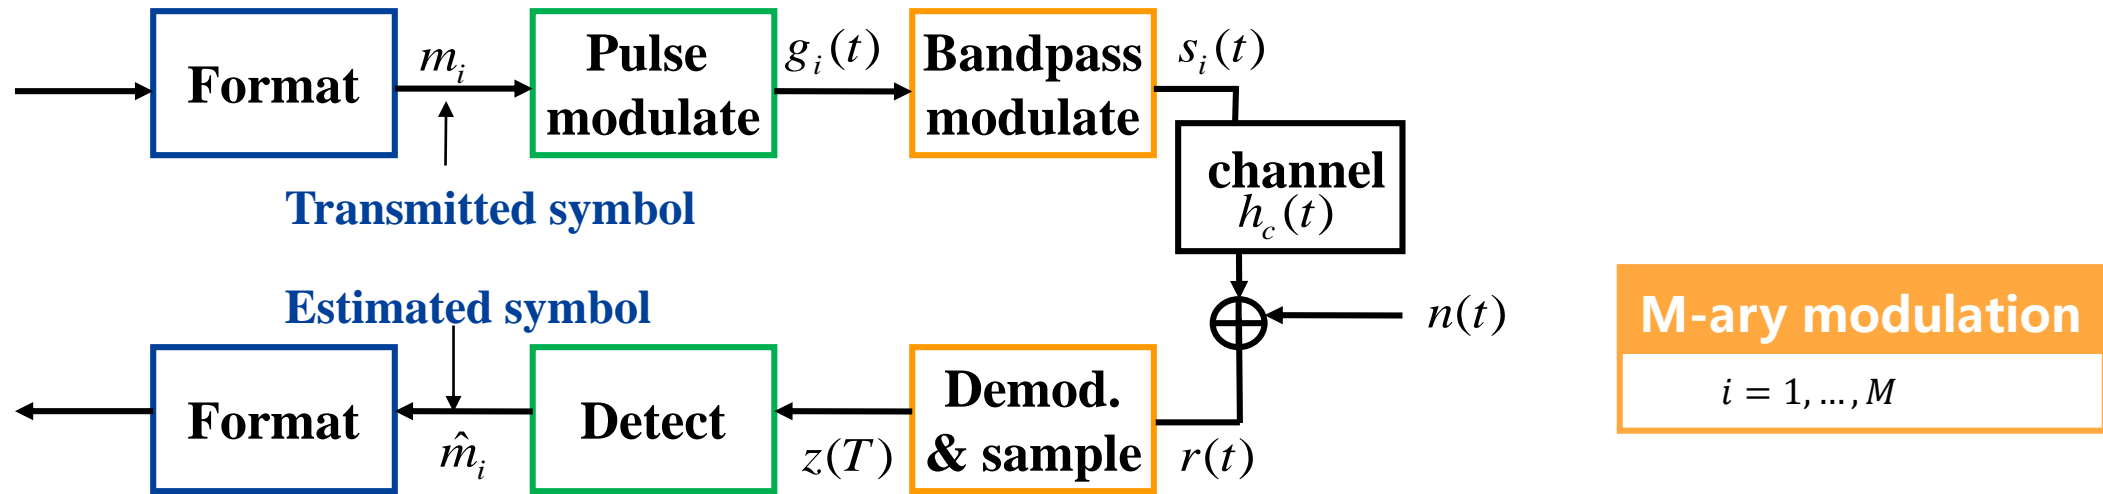 Format
m_i
Pulse
modulate
g_i(t)
Bandpass
modulate
s_i(t)
Transmitted symbol
channel
h_c(t)
Estimated symbol
n(t)
M-ary modulation
i = 1, … , M
Format
m̂_i
Detect
z(T)
Demod.
& sample
r(t)